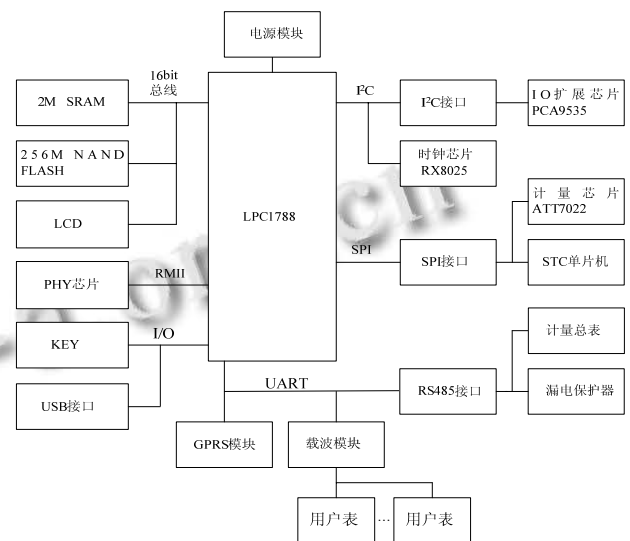 电源模块
16bit
总线
2M SRAM
I²C
I²C接口
IO扩展芯片
PCA9535
256M NAND
FLASH
时钟芯片
RX8025
LCD
LPC1788
计量芯片
ATT7022
SPI
SPI接口
STC单片机
PHY芯片
RMII
KEY
I/O
计量总表
USB接口
UART
RS485接口
漏电保护器
GPRS模块
载波模块
用户表
...
用户表